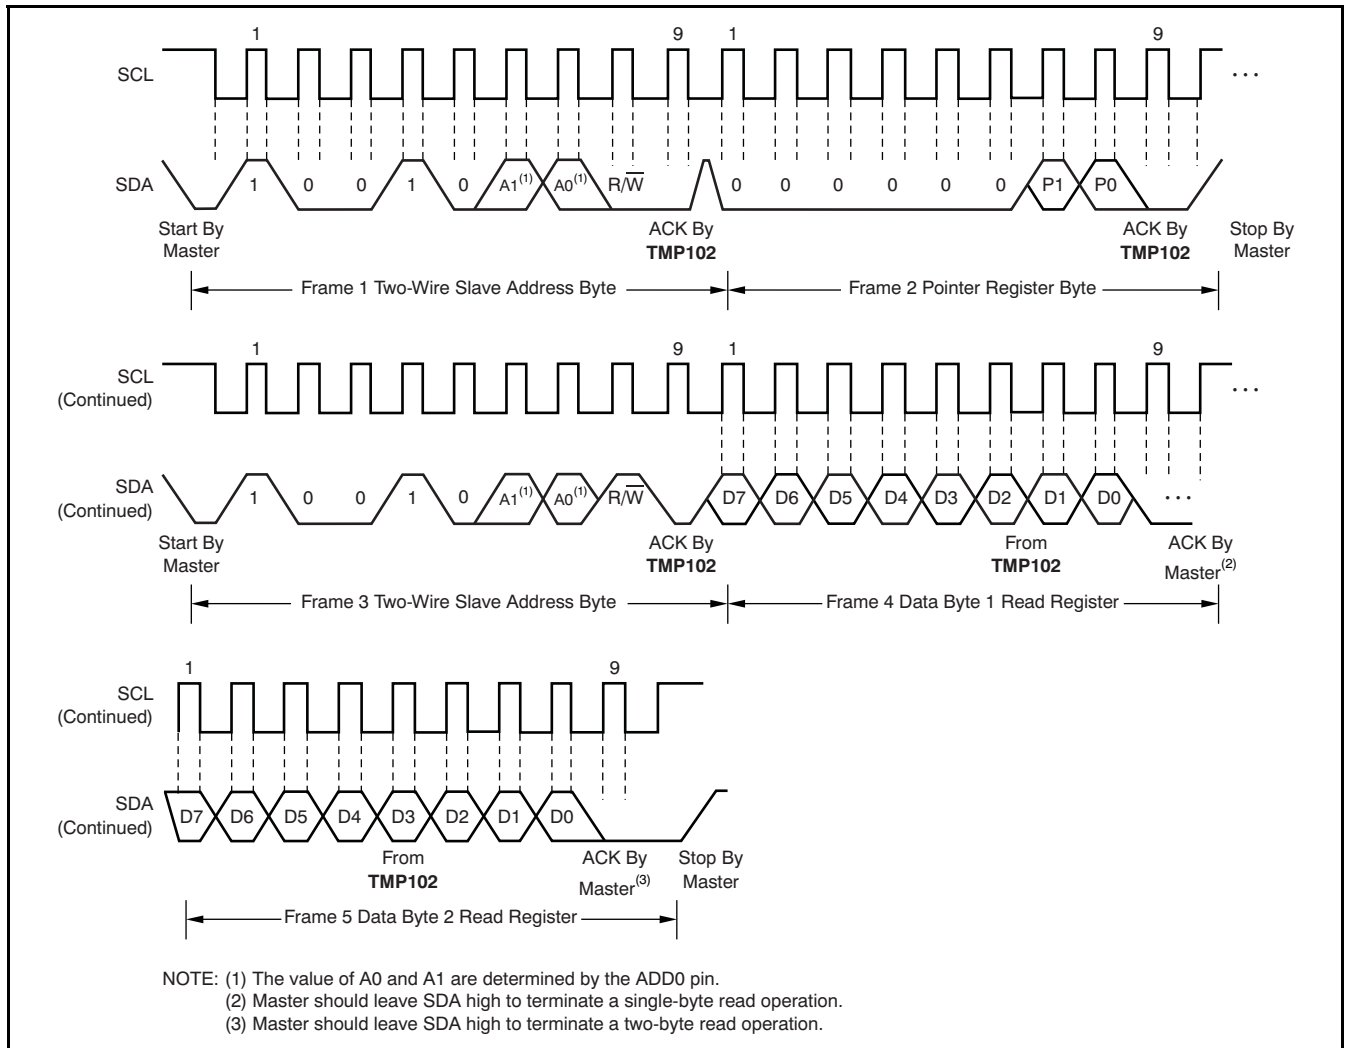 1 9 1 9
SCL ...
SDA 1 0 0 1 0 A1(1) A0(1) R/W̅ 0 0 0 0 0 0 P1 P0
Start By Master ACK By TMP102 ACK By TMP102 Stop By Master
Frame 1 Two-Wire Slave Address Byte Frame 2 Pointer Register Byte
1 9 1 9
SCL (Continued) ...
SDA (Continued) 1 0 0 1 0 A1(1) A0(1) R/W̅ D7 D6 D5 D4 D3 D2 D1 D0 ...
Start By Master ACK By TMP102 From TMP102 ACK By Master(2)
Frame 3 Two-Wire Slave Address Byte Frame 4 Data Byte 1 Read Register
1 9
SCL (Continued)
SDA (Continued) D7 D6 D5 D4 D3 D2 D1 D0
From TMP102 ACK By Master(3) Stop By Master
Frame 5 Data Byte 2 Read Register
NOTE: (1) The value of A0 and A1 are determined by the ADD0 pin.
(2) Master should leave SDA high to terminate a single-byte read operation.
(3) Master should leave SDA high to terminate a two-byte read operation.